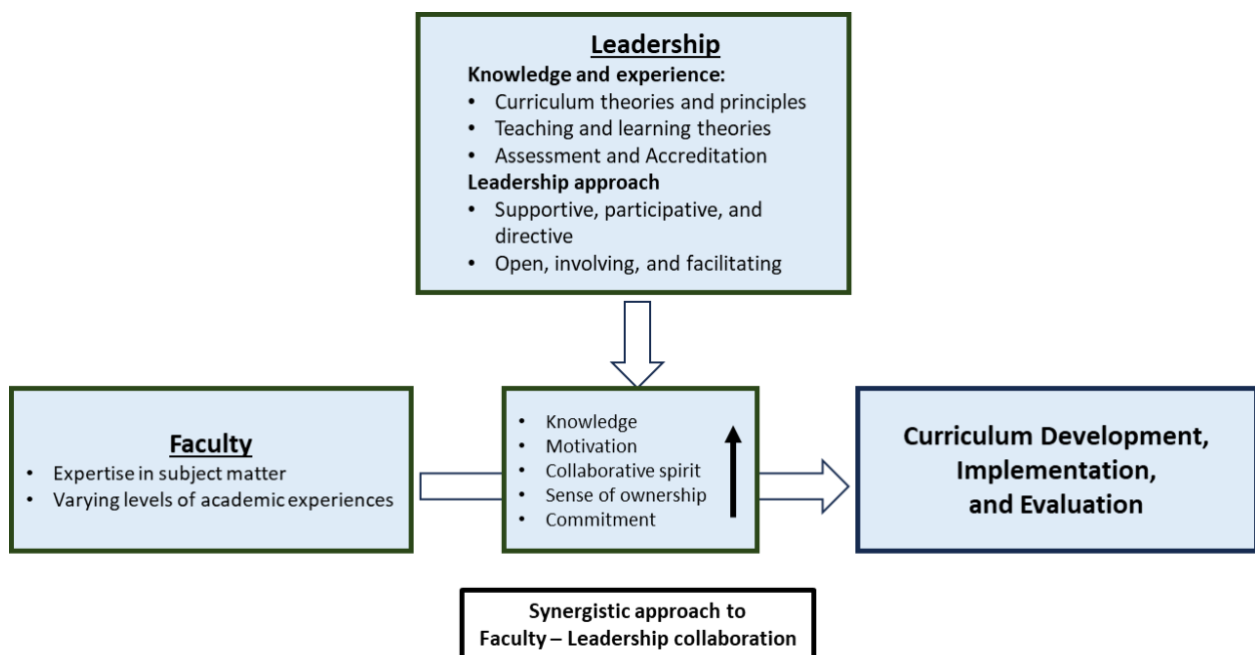 Leadership
Knowledge and experience:
• Curriculum theories and principles
• Teaching and learning theories
• Assessment and Accreditation
Leadership approach
• Supportive, participative, and
directive
• Open, involving, and facilitating
Faculty
• Expertise in subject matter
• Varying levels of academic experiences
• Knowledge
• Motivation
• Collaborative spirit
• Sense of ownership
• Commitment
Curriculum Development,
Implementation,
and Evaluation
Synergistic approach to
Faculty – Leadership collaboration